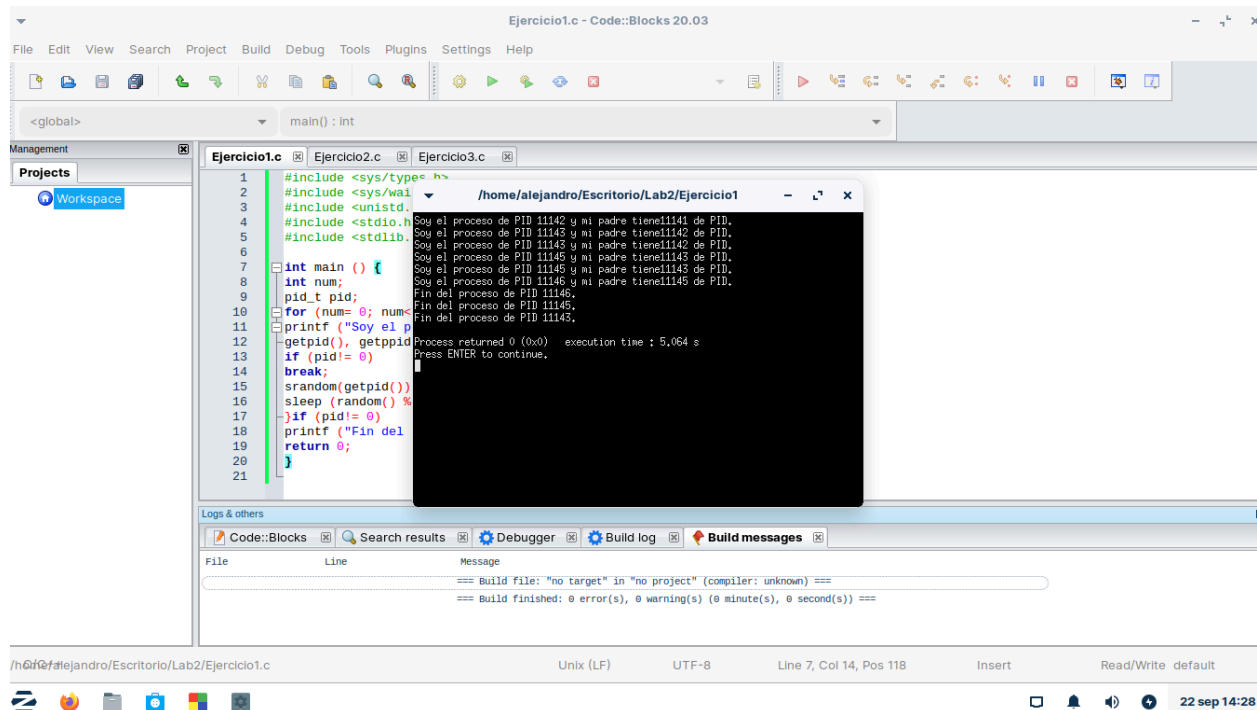 Ejercicio1.c - Code::Blocks 20.03
File Edit View Search Project Build Debug Tools Plugins Settings Help
<global> main() : int
Management
Projects
Workspace
Ejercicio1.c Ejercicio2.c Ejercicio3.c
1 #include <sys/types.h>
2 #include <sys/wai
3 #include <unistd.
4 #include <stdio.h
5 #include <stdlib.
6
7 int main () {
8 int num;
9 pid_t pid;
10 for (num= 0; num<
11 printf ("Soy el p
12 getpid(), getppid
13 if (pid!= 0)
14 break;
15 srandom(getpid())
16 sleep (random() %
17 }if (pid!= 0)
18 printf ("Fin del
19 return 0;
20 }
21
/home/alejandro/Escritorio/Lab2/Ejercicio1
Soy el proceso de PID 11142 y mi padre tiene11141 de PID.
Soy el proceso de PID 11143 y mi padre tiene11142 de PID.
Soy el proceso de PID 11143 y mi padre tiene11142 de PID.
Soy el proceso de PID 11145 y mi padre tiene11143 de PID.
Soy el proceso de PID 11145 y mi padre tiene11143 de PID.
Soy el proceso de PID 11146 y mi padre tiene11145 de PID.
Fin del proceso de PID 11146.
Fin del proceso de PID 11145.
Fin del proceso de PID 11143.
Process returned 0 (0x0) execution time : 5.064 s
Press ENTER to continue.
Logs & others
Code::Blocks Search results Debugger Build log Build messages
File Line Message
=== Build file: "no target" in "no project" (compiler: unknown) ===
=== Build finished: 0 error(s), 0 warning(s) (0 minute(s), 0 second(s)) ===
/home/alejandro/Escritorio/Lab2/Ejercicio1.c C/C++ Unix (LF) UTF-8 Line 7, Col 14, Pos 118 Insert Read/Write default
22 sep 14:28